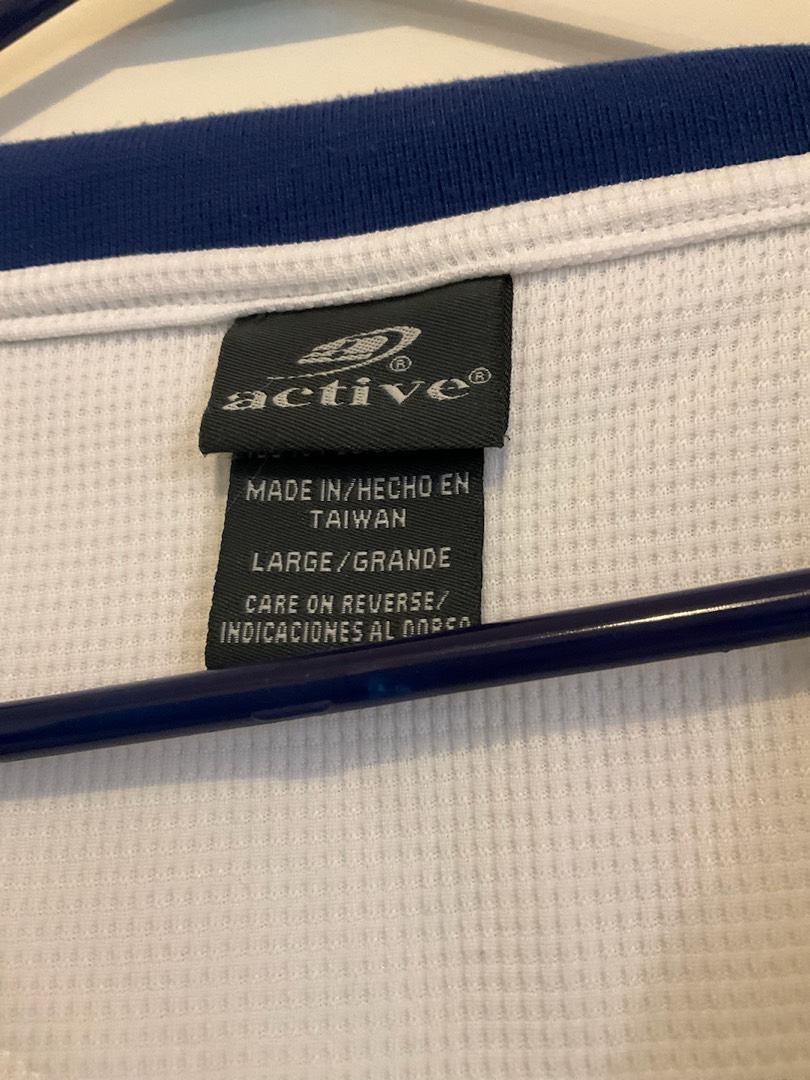 ®
active®
MADE IN/HECHO EN
TAIWAN
LARGE/GRANDE
CARE ON REVERSE/
INDICACIONES AL DORSO